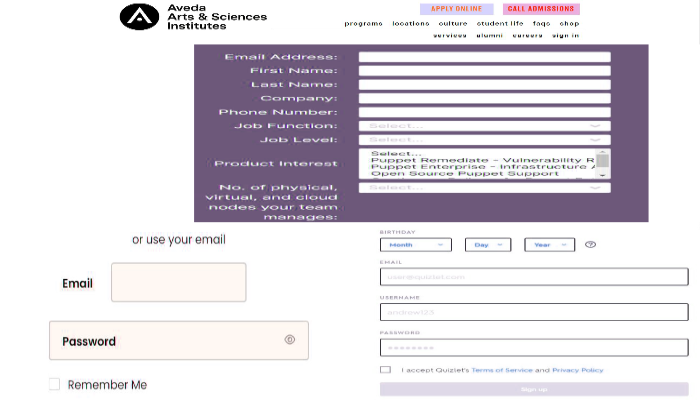 Aveda
Arts & Sciences
Institutes
APPLY ONLINE
CALL ADMISSIONS
programs locations culture student life faqs shop
services alumni careers sign in
Email Address:
First Name:
Last Name:
Company:
Phone Number:
Job Function:
Select...
Job Level:
Select...
Product Interest
Select...
Puppet Remediate - Vulnerability R
Puppet Enterprise - Infrastructure A
Open Source Puppet Support
No. of physical,
virtual, and cloud
nodes your team
manages:
Select...
or use your email
Email
Password
Remember Me
BIRTHDAY
Month
Day
Year
EMAIL
user@quizlet.com
USERNAME
andrew123
PASSWORD
••••••••
I accept Quizlet's Terms of Service and Privacy Policy
Sign up